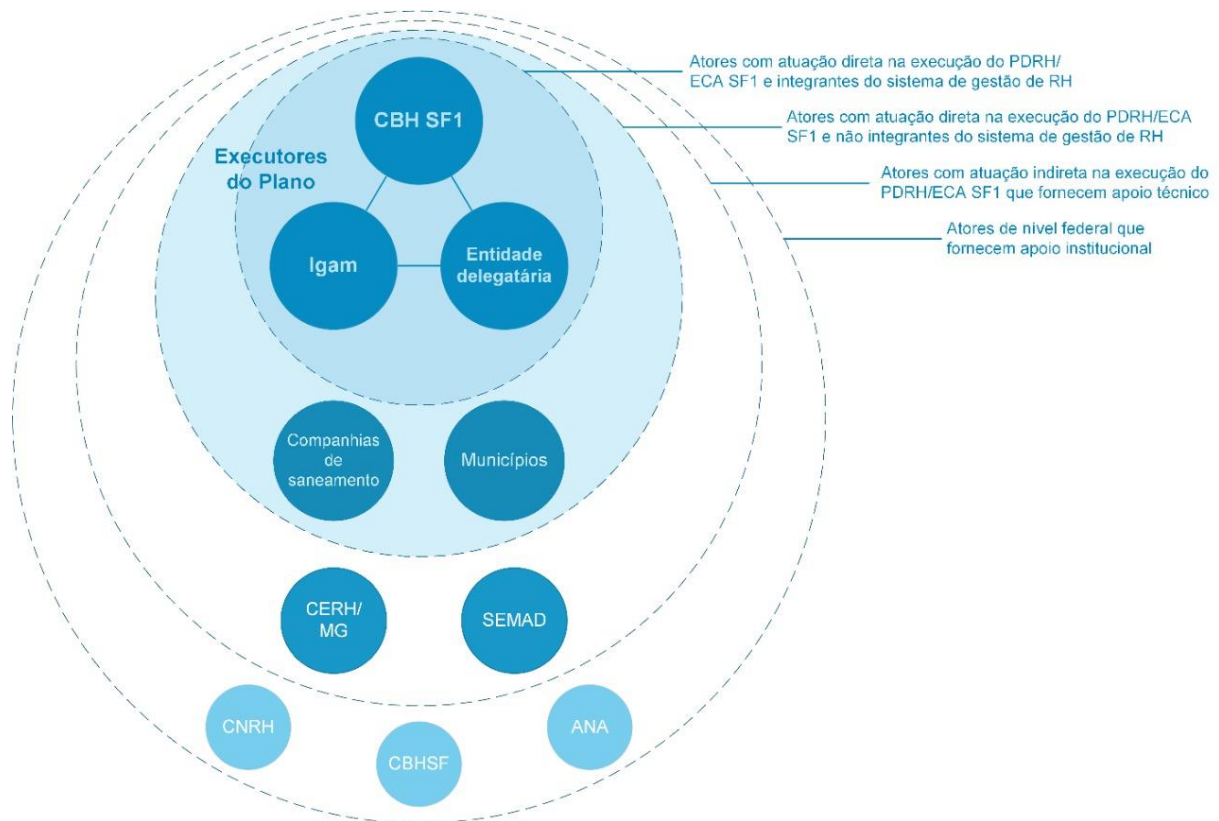 Atores com atuação direta na execução do PDRH/
ECA SF1 e integrantes do sistema de gestão de RH
Atores com atuação direta na execução do PDRH/ECA
SF1 e não integrantes do sistema de gestão de RH
Atores com atuação indireta na execução do
PDRH/ECA SF1 que fornecem apoio técnico
Atores de nível federal que
fornecem apoio institucional
CBH SF1
Executores
do Plano
Igam
Entidade
delegatária
Companhias
de
saneamento
Municípios
CERH/
MG
SEMAD
CNRH
CBHSF
ANA